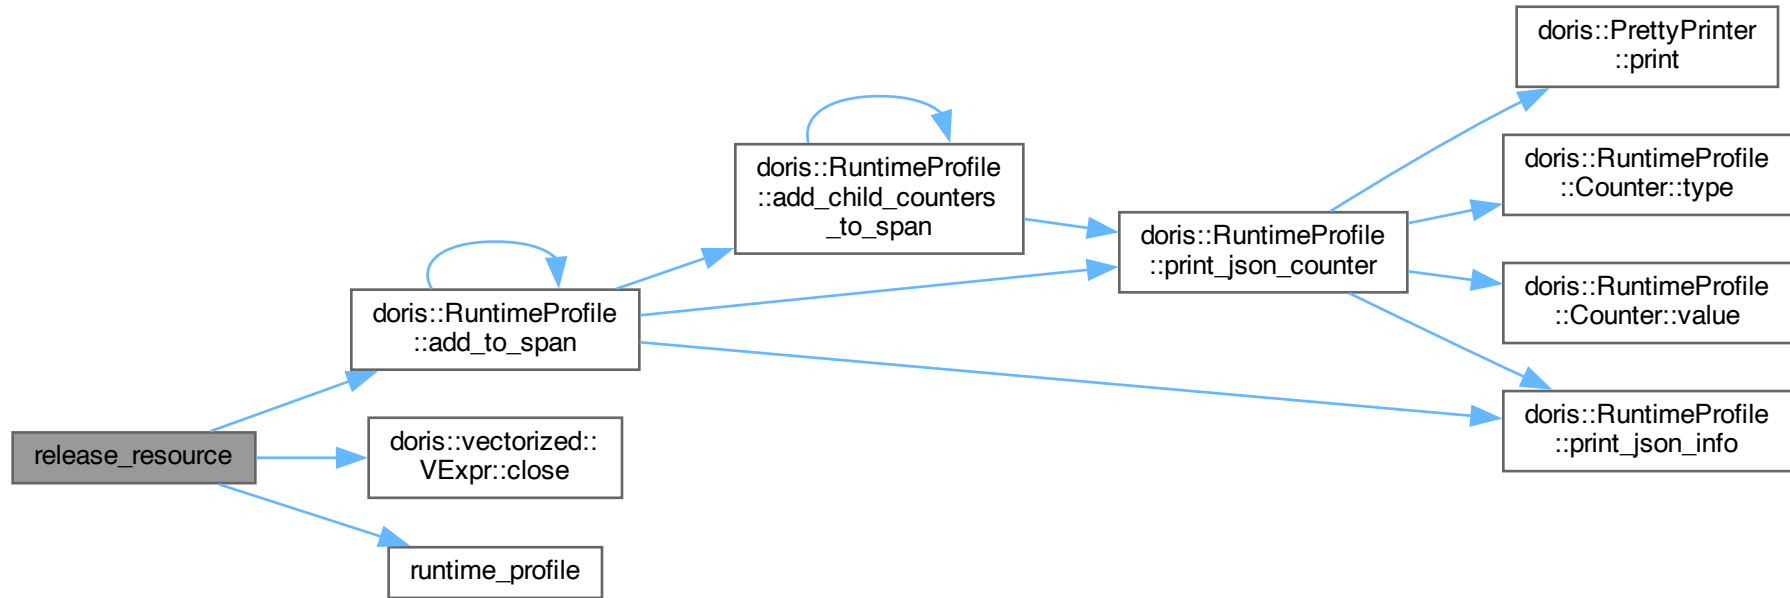 doris::PrettyPrinter
::print
doris::RuntimeProfile
::Counter::type
doris::RuntimeProfile
::add_child_counters
_to_span
doris::RuntimeProfile
::print_json_counter
doris::RuntimeProfile
::Counter::value
doris::RuntimeProfile
::add_to_span
doris::RuntimeProfile
::print_json_info
release_resource
doris::vectorized::
VExpr::close
runtime_profile